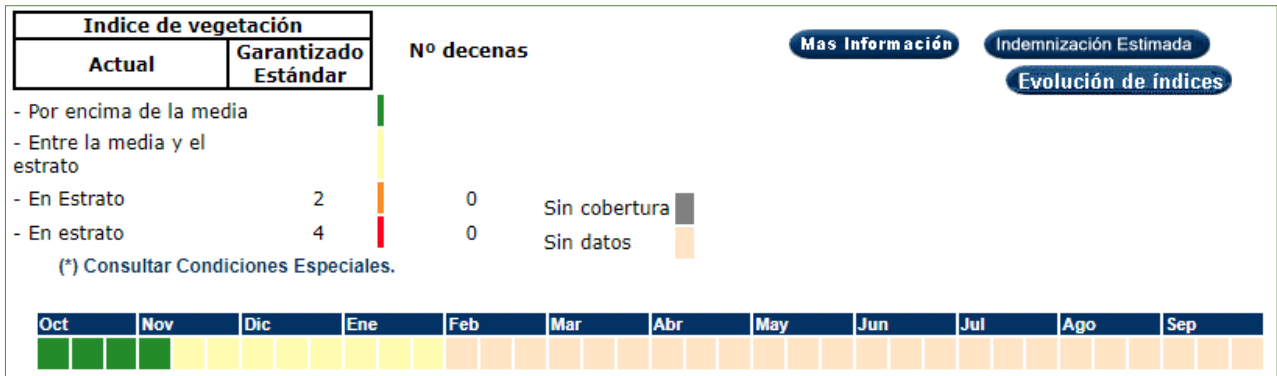 Indice de vegetación
Actual
Garantizado
Estándar
Nº decenas
Mas Información
Indemnización Estimada
Evolución de índices
- Por encima de la media
- Entre la media y el
estrato
- En Estrato 2 0
Sin cobertura
- En estrato 4 0
Sin datos
(*) Consultar Condiciones Especiales.
Oct Nov Dic Ene Feb Mar Abr May Jun Jul Ago Sep